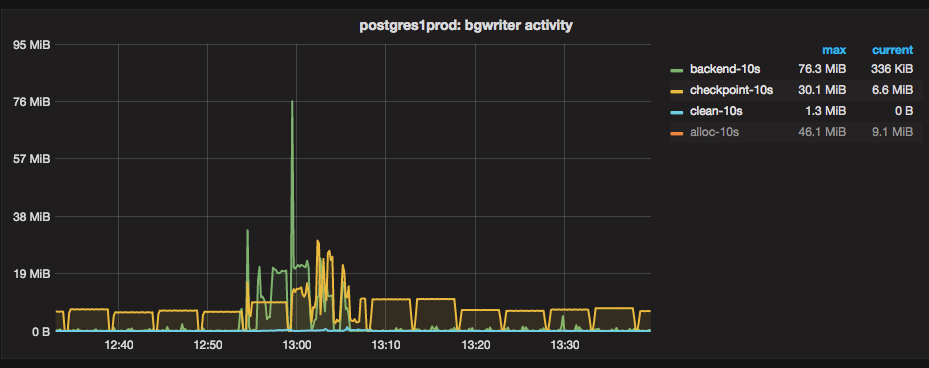 postgres1prod: bgwriter activity
95 MiB
76 MiB
57 MiB
38 MiB
19 MiB
0 B
12:40 12:50 13:00 13:10 13:20 13:30
max current
backend-10s 76.3 MiB 336 KiB
checkpoint-10s 30.1 MiB 6.6 MiB
clean-10s 1.3 MiB 0 B
alloc-10s 46.1 MiB 9.1 MiB